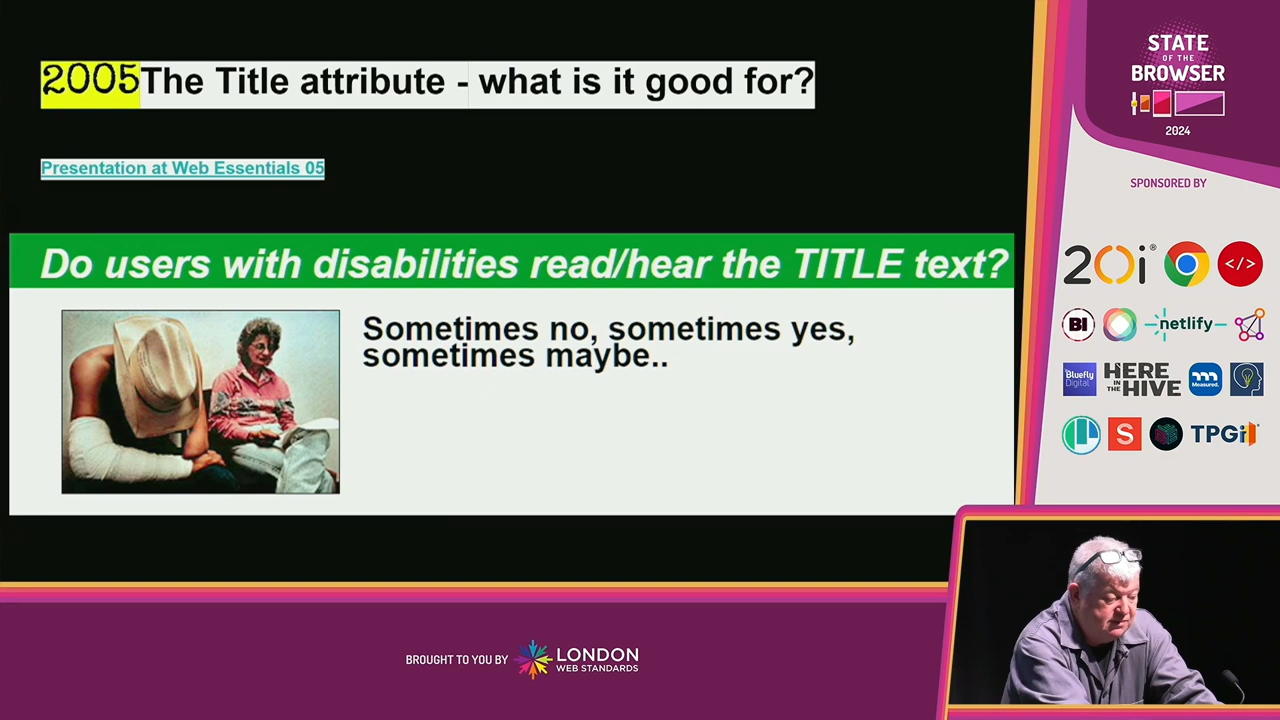 2005 The Title attribute - what is it good for?
Presentation at Web Essentials 05
Do users with disabilities read/hear the TITLE text?
Sometimes no, sometimes yes,
sometimes maybe..
STATE
OF THE
BROWSER
2024
SPONSORED BY
20i®
</>
BI
netlify
Bluefly
Digital
HERE
IN THE
HIVE
Measured.
S
TPGi
BROUGHT TO YOU BY
LONDON
WEB STANDARDS